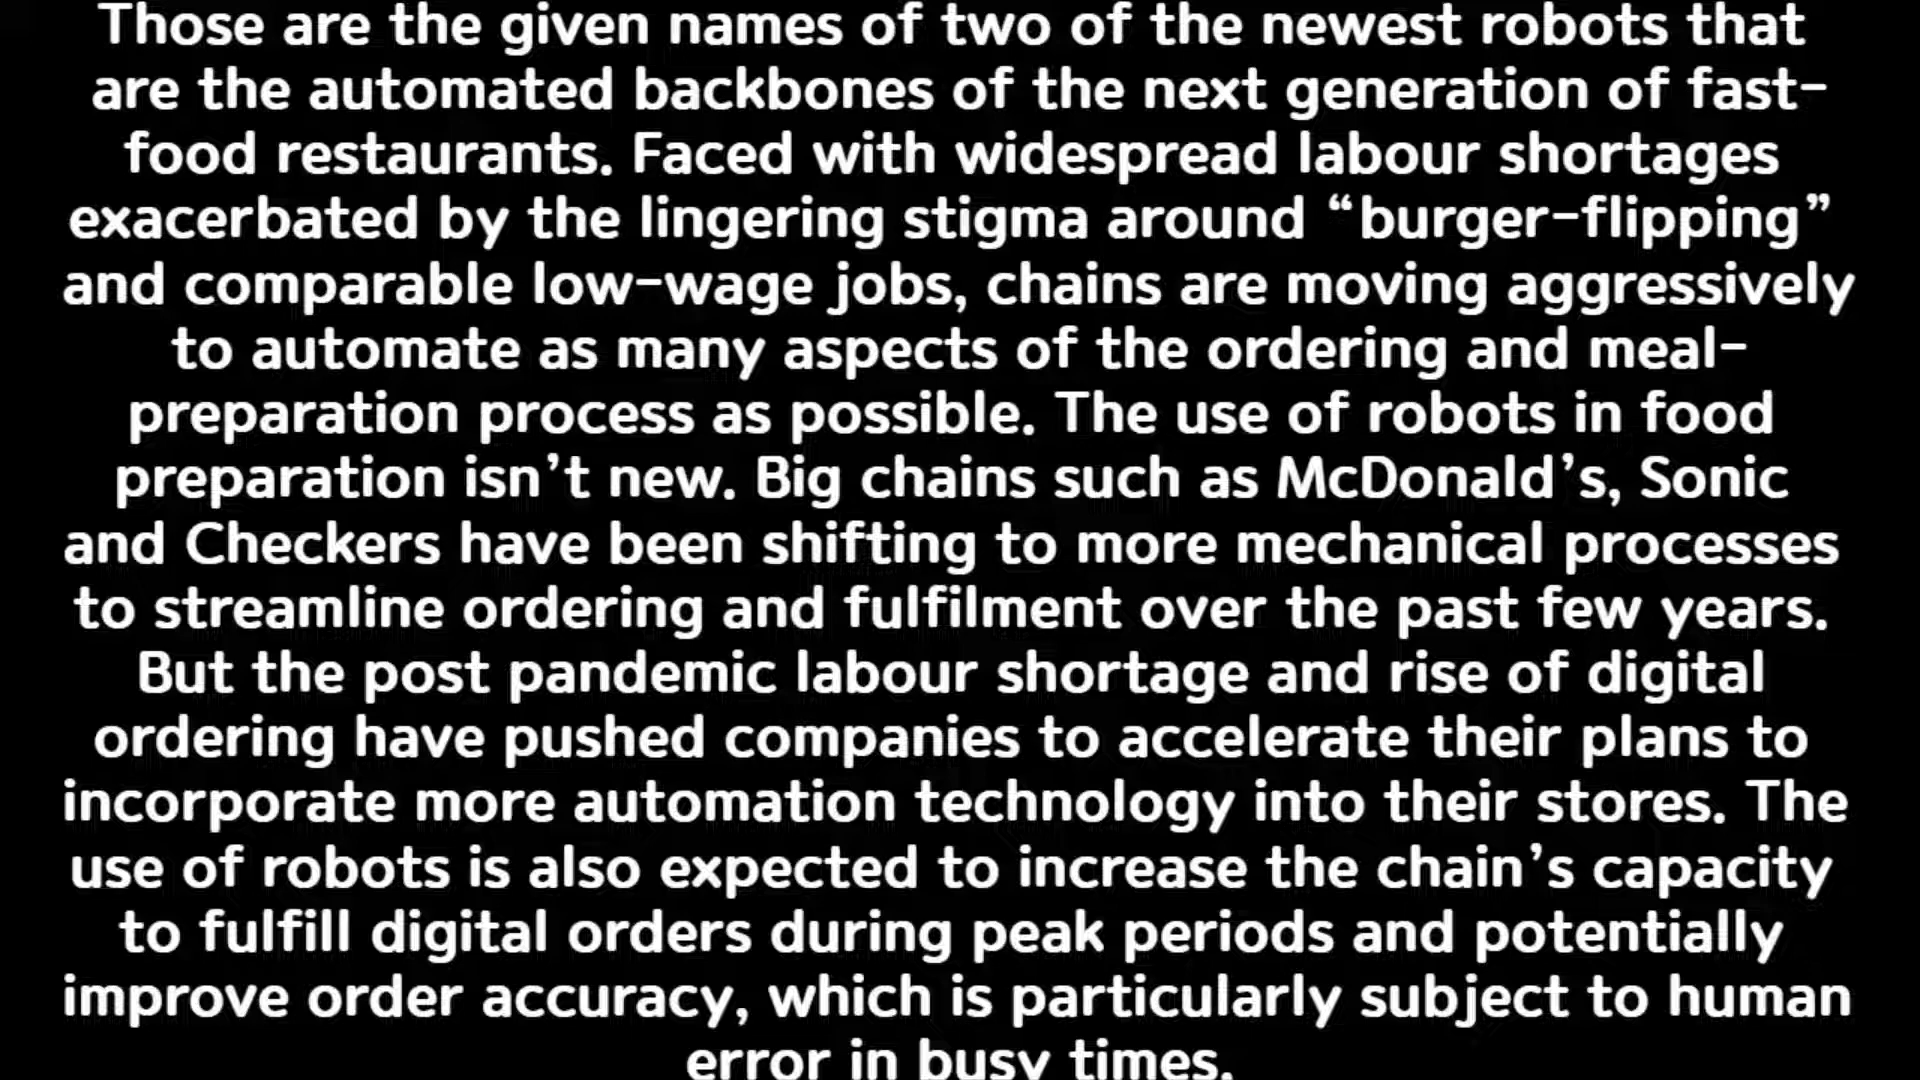 Those are the given names of two of the newest robots that
are the automated backbones of the next generation of fast-
food restaurants. Faced with widespread labour shortages
exacerbated by the lingering stigma around “burger-flipping”
and comparable low-wage jobs, chains are moving aggressively
to automate as many aspects of the ordering and meal-
preparation process as possible. The use of robots in food
preparation isn’t new. Big chains such as McDonald’s, Sonic
and Checkers have been shifting to more mechanical processes
to streamline ordering and fulfilment over the past few years.
But the post pandemic labour shortage and rise of digital
ordering have pushed companies to accelerate their plans to
incorporate more automation technology into their stores. The
use of robots is also expected to increase the chain’s capacity
to fulfill digital orders during peak periods and potentially
improve order accuracy, which is particularly subject to human
error in busy times.